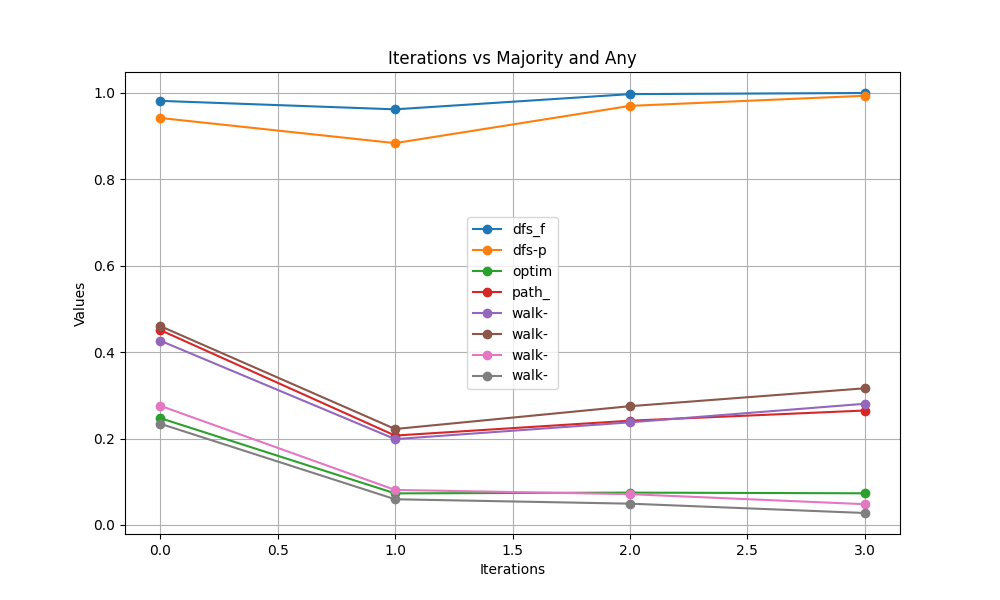 Iterations vs Majority and Any
Values
1.0
0.8
0.6
0.4
0.2
0.0
dfs_f
dfs-p
optim
path_
walk-
walk-
walk-
walk-
0.0 0.5 1.0 1.5 2.0 2.5 3.0
Iterations